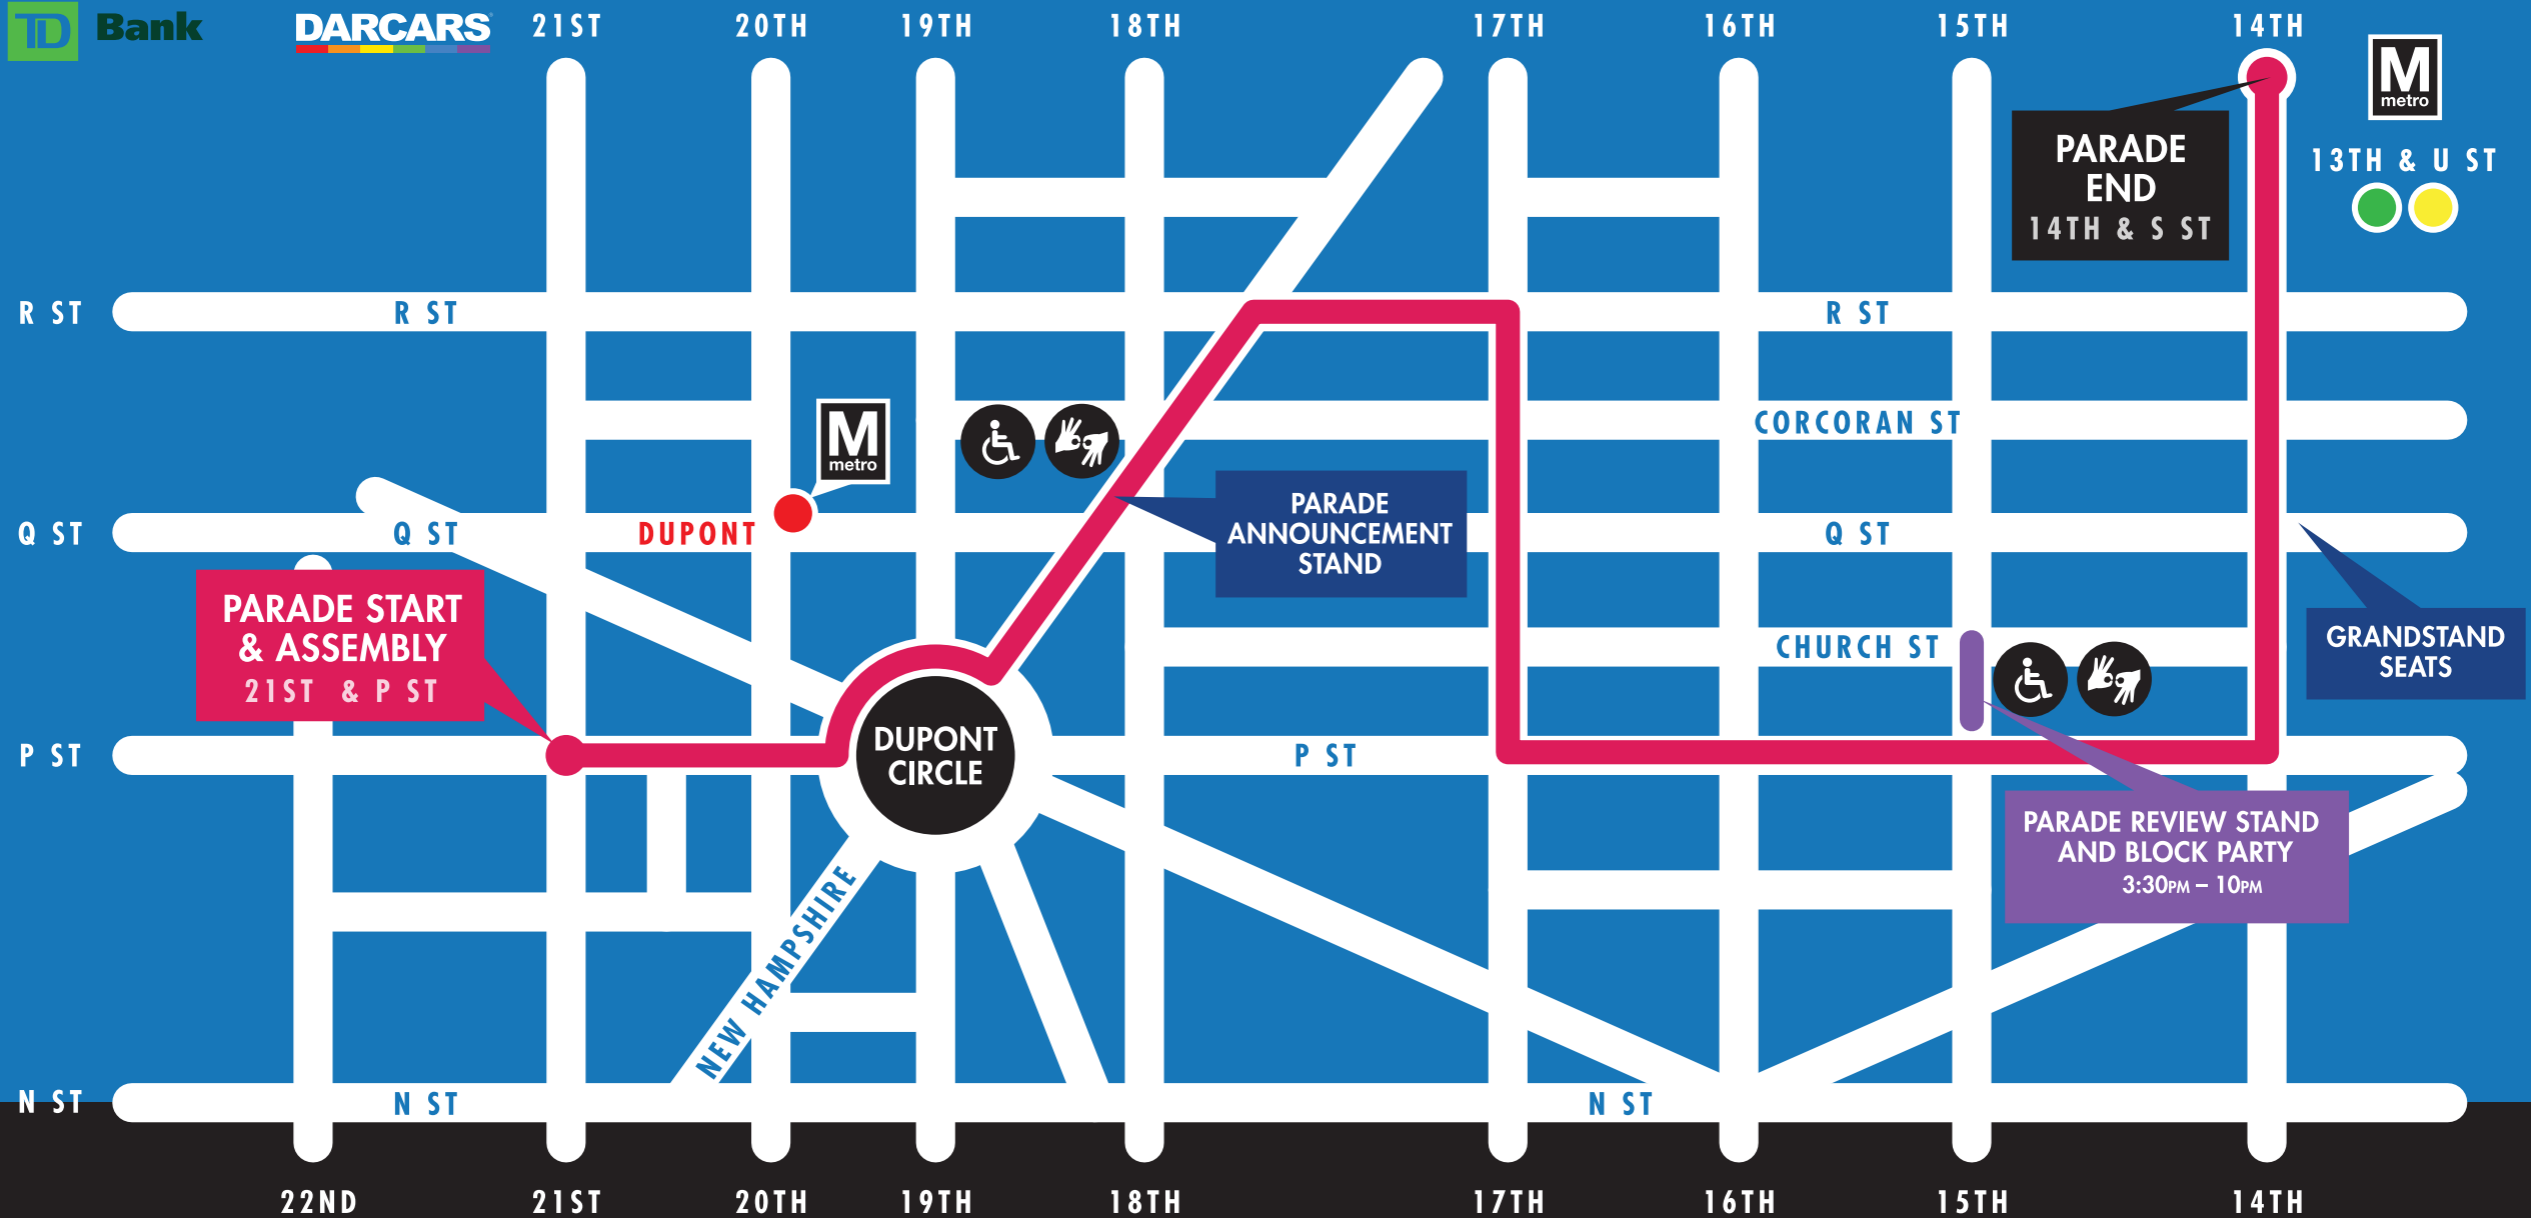 TD Bank
DARCARS
21ST 20TH 19TH 18TH 17TH 16TH 15TH 14TH
M
metro
13TH & U ST
PARADE
END
14TH & S ST
R ST R ST R ST
CORCORAN ST
M
metro
PARADE
ANNOUNCEMENT
STAND
Q ST Q ST DUPONT Q ST
PARADE START
& ASSEMBLY
21ST & P ST
CHURCH ST
GRANDSTAND
SEATS
DUPONT
CIRCLE
P ST P ST
PARADE REVIEW STAND
AND BLOCK PARTY
3:30PM – 10PM
NEW HAMPSHIRE
N ST N ST N ST
22ND 21ST 20TH 19TH 18TH 17TH 16TH 15TH 14TH